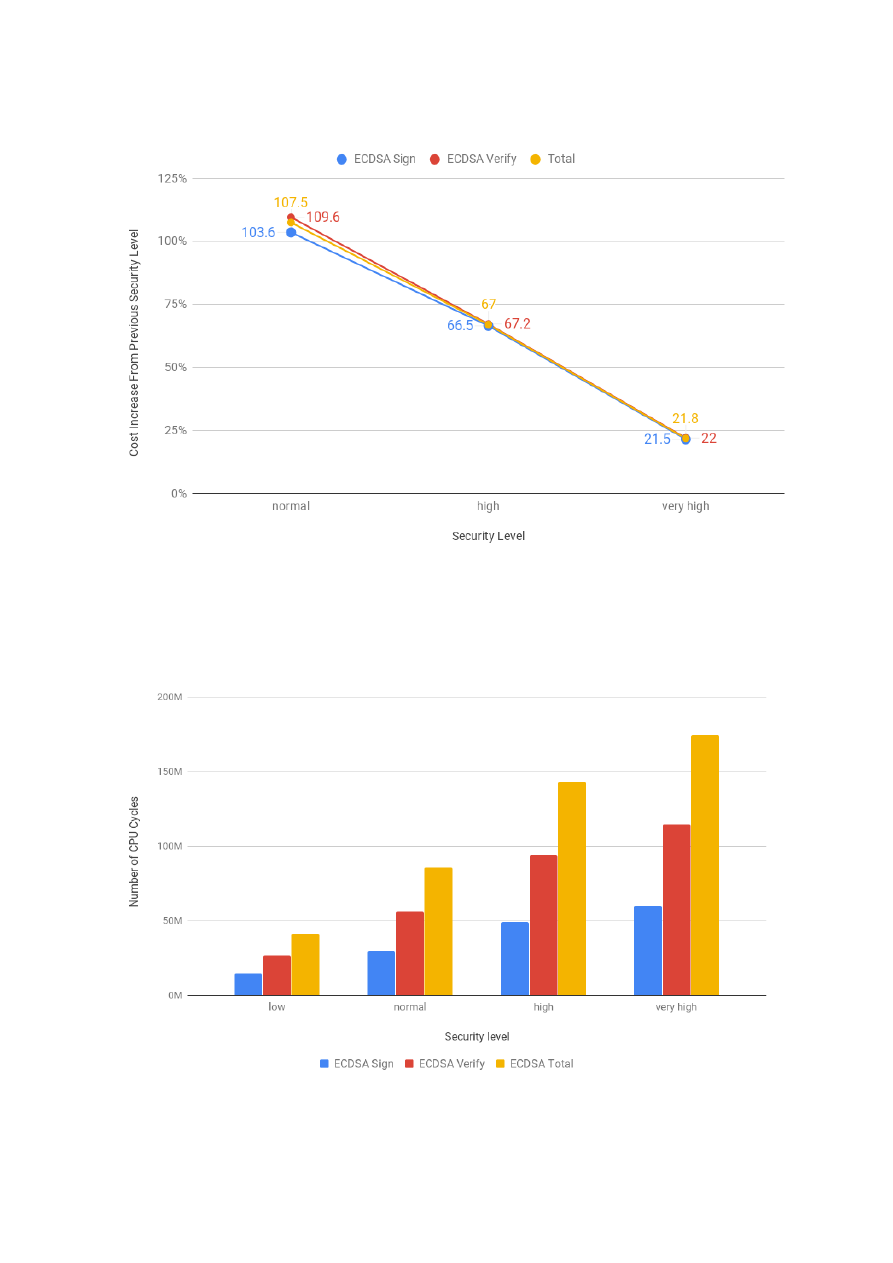 ECDSA Sign ECDSA Verify Total
125%
100%
75%
50%
25%
0%
Cost Increase From Previous Security Level
107.5
109.6
103.6
67
66.5
67.2
21.8
21.5
22
normal high very high
Security Level
200M
150M
100M
50M
0M
Number of CPU Cycles
low normal high very high
Security level
ECDSA Sign ECDSA Verify ECDSA Total